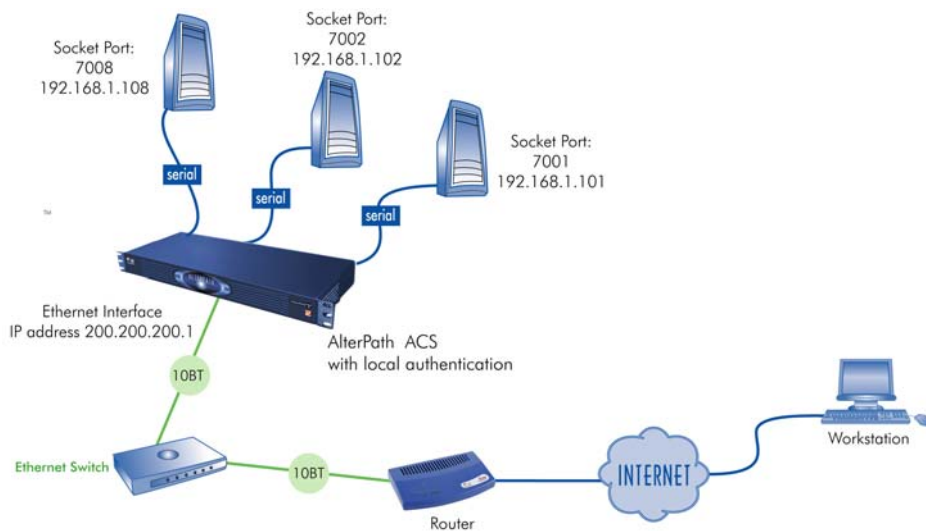 Socket Port:
7008
192.168.1.108
Socket Port:
7002
192.168.1.102
Socket Port:
7001
192.168.1.101
serial
serial
serial
TM
Ethernet Interface
IP address 200.200.200.1
AlterPath ACS
with local authentication
10BT
Ethernet Switch
10BT
Router
INTERNET
Workstation